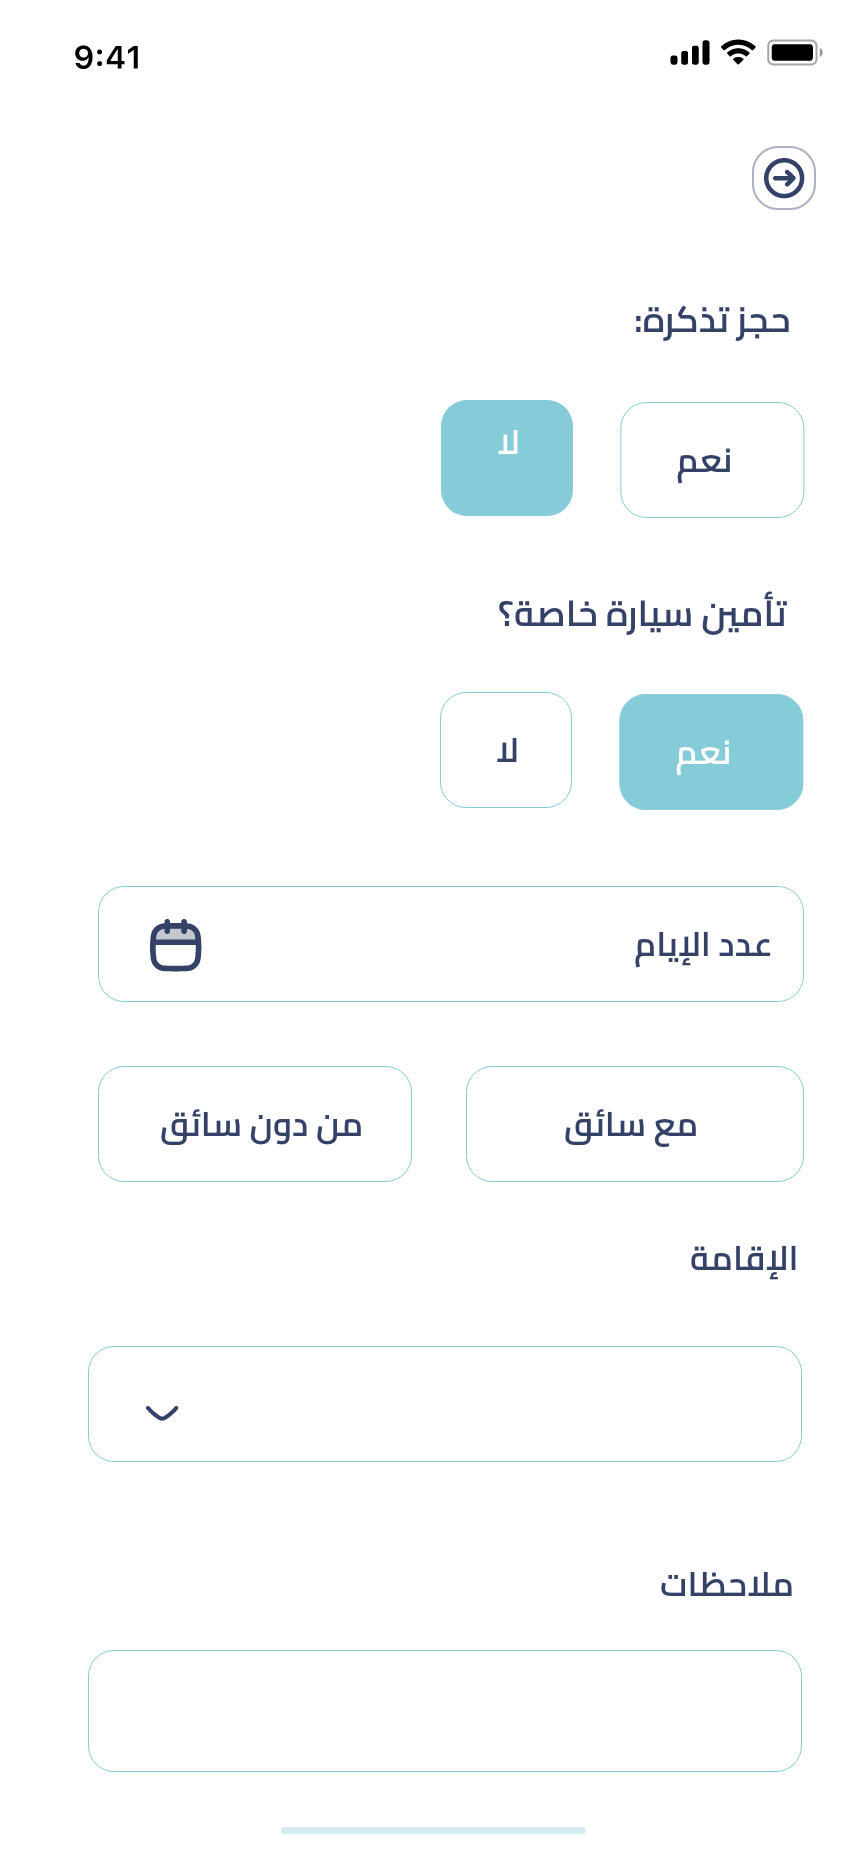 9:41
حجز تذكرة:
نعم
لا
تأمين سيارة خاصة؟
نعم
لا
عدد الإيام
مع سائق
من دون سائق
الإقامة
ملاحظات